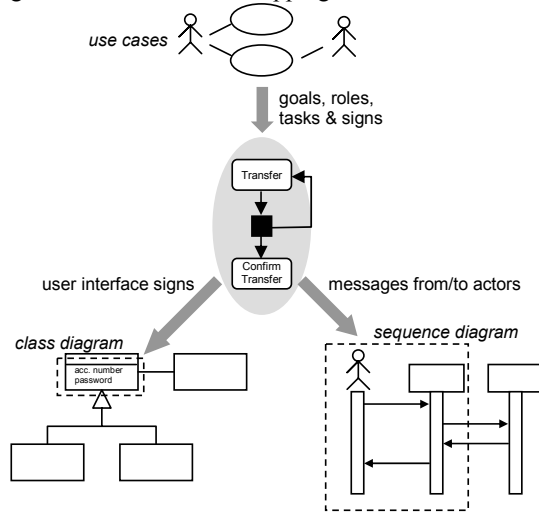 use cases
goals, roles,
tasks & signs
Transfer
Confirm
Transfer
user interface signs
messages from/to actors
class diagram
sequence diagram
acc. number
password